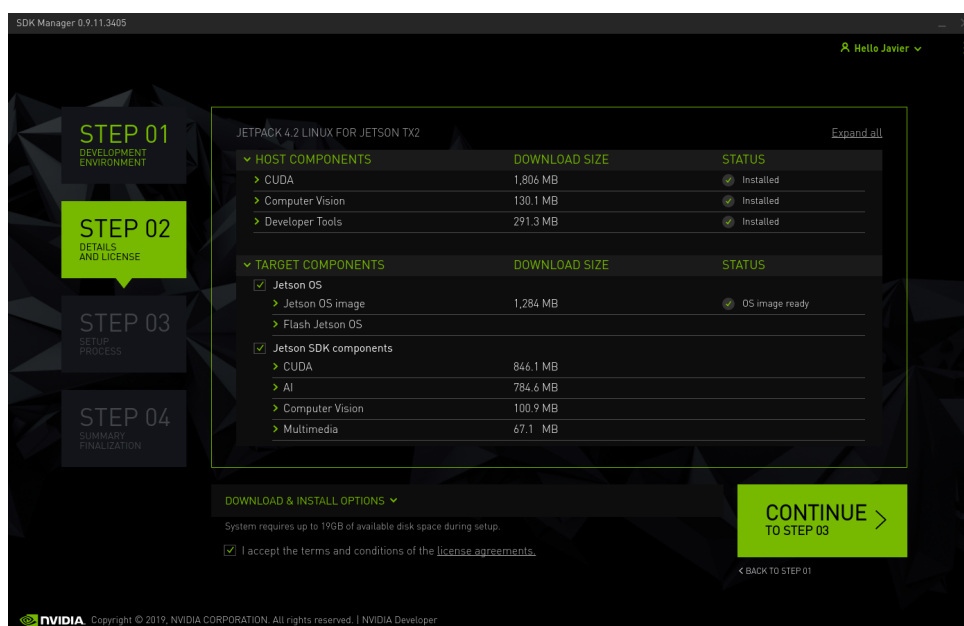 SDK Manager 0.9.11.3405
Hello Javier
STEP 01
DEVELOPMENT
ENVIRONMENT
STEP 02
DETAILS
AND LICENSE
STEP 03
SETUP
PROCESS
STEP 04
SUMMARY
FINALIZATION
JETPACK 4.2 LINUX FOR JETSON TX2 Expand all
HOST COMPONENTS DOWNLOAD SIZE STATUS
CUDA 1,806 MB Installed
Computer Vision 130.1 MB Installed
Developer Tools 291.3 MB Installed
TARGET COMPONENTS DOWNLOAD SIZE STATUS
Jetson OS
Jetson OS image 1,284 MB OS image ready
Flash Jetson OS
Jetson SDK components
CUDA 846.1 MB
AI 784.6 MB
Computer Vision 100.9 MB
Multimedia 67.1 MB
DOWNLOAD & INSTALL OPTIONS
System requires up to 19GB of available disk space during setup.
I accept the terms and conditions of the license agreements.
CONTINUE
TO STEP 03
BACK TO STEP 01
NVIDIA. Copyright © 2019, NVIDIA CORPORATION. All rights reserved. | NVIDIA Developer